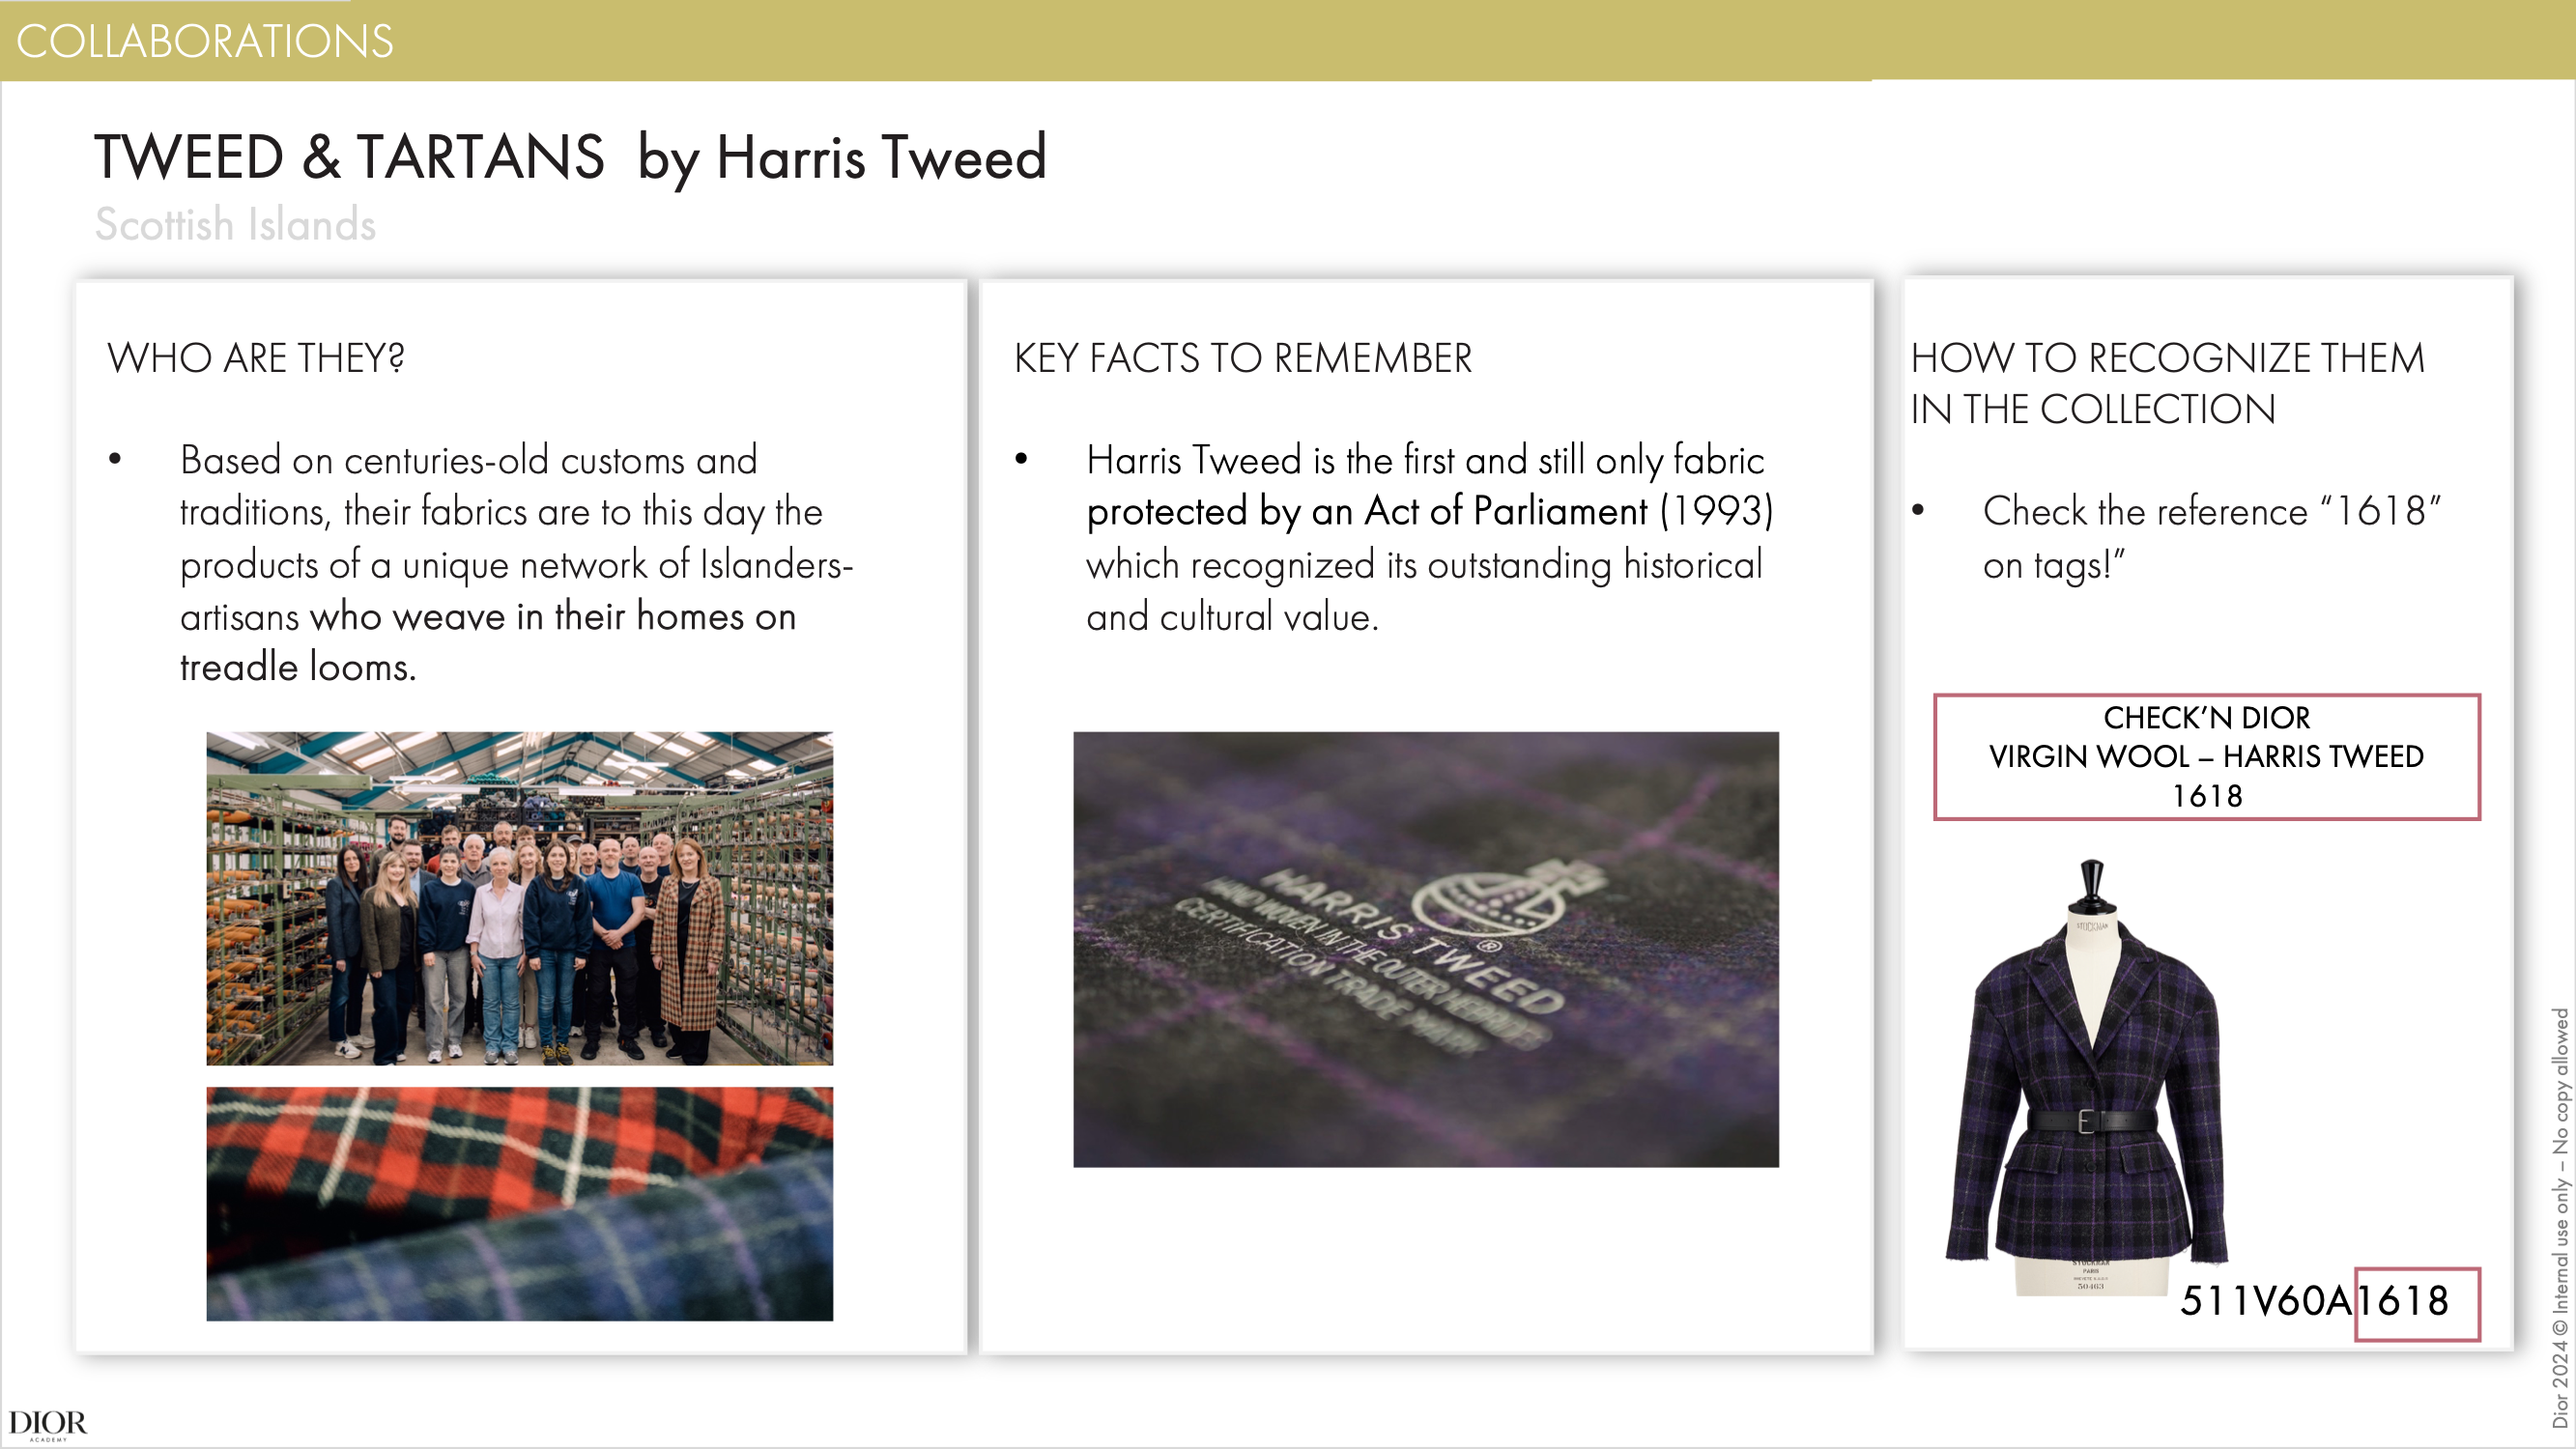 COLLABORATIONS
TWEED & TARTANS by Harris Tweed
Scottish Islands
WHO ARE THEY?
• Based on centuries-old customs and
traditions, their fabrics are to this day the
products of a unique network of Islanders-
artisans who weave in their homes on
treadle looms.
KEY FACTS TO REMEMBER
• Harris Tweed is the first and still only fabric
protected by an Act of Parliament (1993)
which recognized its outstanding historical
and cultural value.
HARRIS TWEED ®
HAND WOVEN IN THE OUTER HEBRIDES
CERTIFICATION TRADE MARK
HOW TO RECOGNIZE THEM
IN THE COLLECTION
• Check the reference “1618”
on tags!”
CHECK’N DIOR
VIRGIN WOOL – HARRIS TWEED
1618
STOCKMAN
STOCKMAN
PARIS
50463
511V60A1618
Dior 2024 © Internal use only – No copy allowed
DIOR
ACADEMY